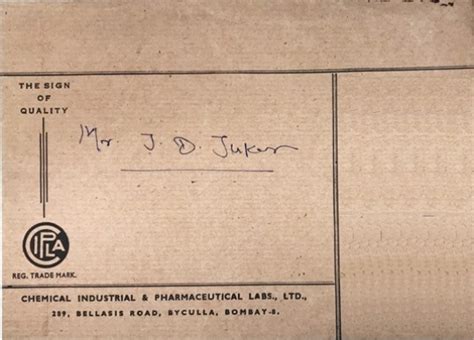 THE SIGN
OF
QUALITY
Mr. J. D. Juker
CIPLA
REG. TRADE MARK.
CHEMICAL INDUSTRIAL & PHARMACEUTICAL LABS., LTD.,
289, BELLASIS ROAD, BYCULLA, BOMBAY-8.